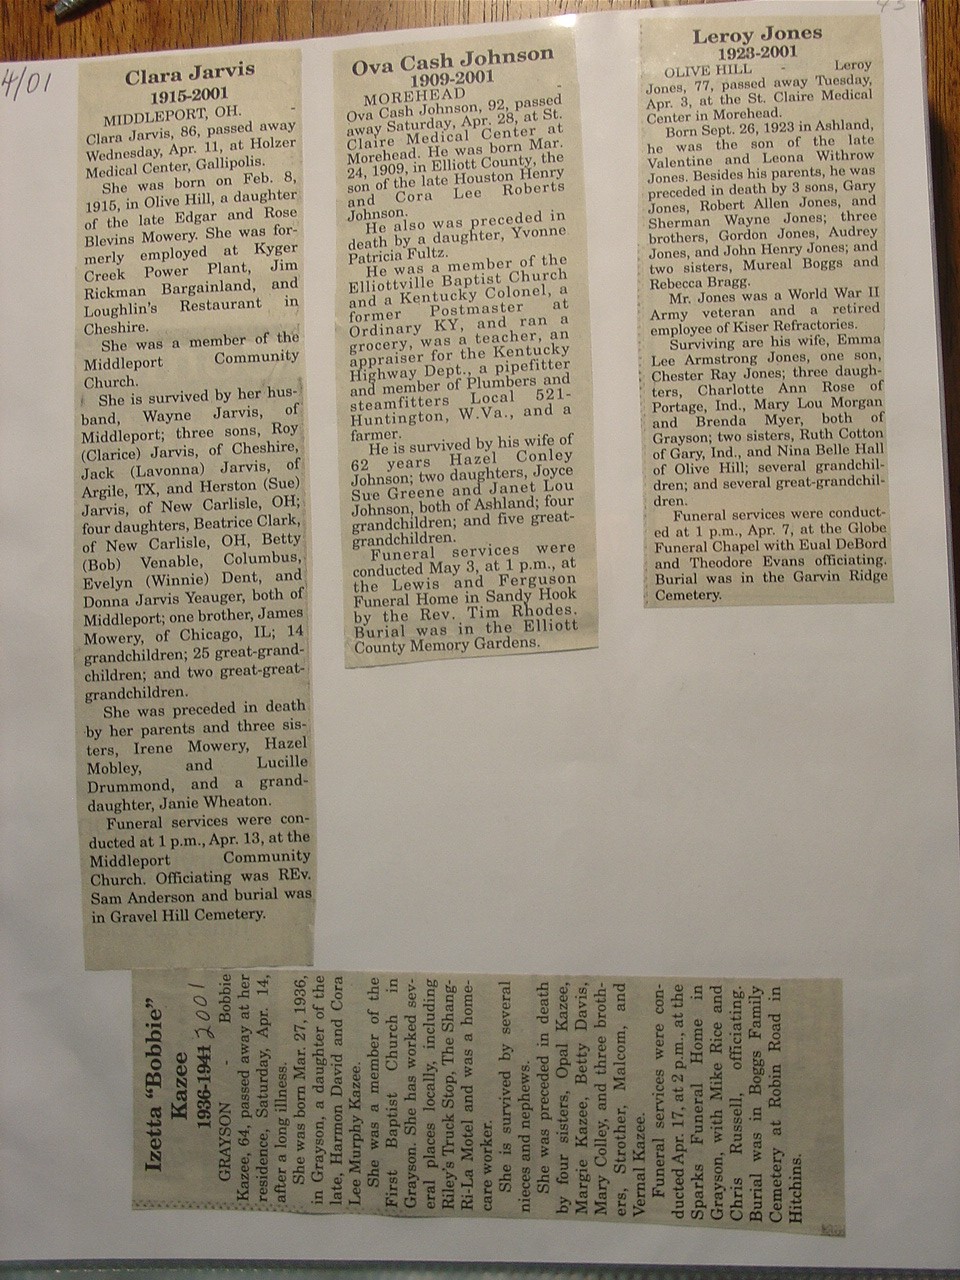 4/01
43
Clara Jarvis
1915-2001
MIDDLEPORT, OH. -
Clara Jarvis, 86, passed away
Wednesday, Apr. 11, at Holzer
Medical Center, Gallipolis.
She was born on Feb. 8,
1915, in Olive Hill, a daughter
of the late Edgar and Rose
Blevins Mowery. She was for-
merly employed at Kyger
Creek Power Plant, Jim
Rickman Bargainland, and
Loughlin's Restaurant in
Cheshire.
She was a member of the
Middleport Community
Church.
She is survived by her hus-
band, Wayne Jarvis, of
Middleport; three sons, Roy
(Clarice) Jarvis, of Cheshire,
Jack (Lavonna) Jarvis, of
Argile, TX, and Herston (Sue)
Jarvis, of New Carlisle, OH;
four daughters, Beatrice Clark,
of New Carlisle, OH, Betty
(Bob) Venable, Columbus,
Evelyn (Winnie) Dent, and
Donna Jarvis Yeauger, both of
Middleport; one brother, James
Mowery, of Chicago, IL; 14
grandchildren; 25 great-grand-
children; and two great-great-
grandchildren.
She was preceded in death
by her parents and three sis-
ters, Irene Mowery, Hazel
Mobley, and Lucille
Drummond, and a grand-
daughter, Janie Wheaton.
Funeral services were con-
ducted at 1 p.m., Apr. 13, at the
Middleport Community
Church. Officiating was REv.
Sam Anderson and burial was
in Gravel Hill Cemetery.
Ova Cash Johnson
1909-2001
MOREHEAD -
Ova Cash Johnson, 92, passed
away Saturday, Apr. 28, at St.
Claire Medical Center at
Morehead. He was born Mar.
24, 1909, in Elliott County, the
son of the late Houston Henry
and Cora Lee Roberts
Johnson.
He also was preceded in
death by a daughter, Yvonne
Patricia Fultz.
He was a member of the
Elliottville Baptist Church
and a Kentucky Colonel, a
former Postmaster at
Ordinary KY, and ran a
grocery, was a teacher, an
appraiser for the Kentucky
Highway Dept., a pipefitter
and member of Plumbers and
steamfitters Local 521-
Huntington, W.Va., and a
farmer.
He is survived by his wife of
62 years Hazel Conley
Johnson; two daughters, Joyce
Sue Greene and Janet Lou
Johnson, both of Ashland; four
grandchildren; and five great-
grandchildren.
Funeral services were
conducted May 3, at 1 p.m., at
the Lewis and Ferguson
Funeral Home in Sandy Hook
by the Rev. Tim Rhodes.
Burial was in the Elliott
County Memory Gardens.
Leroy Jones
1923-2001
OLIVE HILL - Leroy
Jones, 77, passed away Tuesday,
Apr. 3, at the St. Claire Medical
Center in Morehead.
Born Sept. 26, 1923 in Ashland,
he was the son of the late
Valentine and Leona Withrow
Jones. Besides his parents, he was
preceded in death by 3 sons, Gary
Jones, Robert Allen Jones, and
Sherman Wayne Jones; three
brothers, Gordon Jones, Audrey
Jones, and John Henry Jones; and
two sisters, Mureal Boggs and
Rebecca Bragg.
Mr. Jones was a World War II
Army veteran and a retired
employee of Kiser Refractories.
Surviving are his wife, Emma
Lee Armstrong Jones, one son,
Chester Ray Jones; three daugh-
ters, Charlotte Ann Rose of
Portage, Ind., Mary Lou Morgan
and Brenda Myer, both of
Grayson; two sisters, Ruth Cotton
of Gary, Ind., and Nina Belle Hall
of Olive Hill; several grandchil-
dren; and several great-grandchil-
dren.
Funeral services were conduct-
ed at 1 p.m., Apr. 7, at the Globe
Funeral Chapel with Eual DeBord
and Theodore Evans officiating.
Burial was in the Garvin Ridge
Cemetery.
Izetta "Bobbie"
Kazee
1936-1941 2001
GRAYSON - Bobbie
Kazee, 64, passed away at her
residence, Saturday, Apr. 14,
after a long illness.
She was born Mar. 27, 1936,
in Grayson, a daughter of the
late, Harmon David and Cora
Lee Murphy Kazee.
She was a member of the
First Baptist Church in
Grayson. She has worked sev-
eral places locally, including
Riley's Truck Stop, The Shang-
Ri-La Motel and was a home-
care worker.
She is survived by several
nieces and nephews.
She was preceded in death
by four sisters, Opal Kazee,
Margie Kazee, Betty Davis,
Mary Colley, and three broth-
ers, Strother, Malcom, and
Vernal Kazee.
Funeral services were con-
ducted Apr. 17, at 2 p.m., at the
Sparks Funeral Home in
Grayson, with Mike Rice and
Chris Russell, officiating.
Burial was in Boggs Family
Cemetery at Robin Road in
Hitchins.